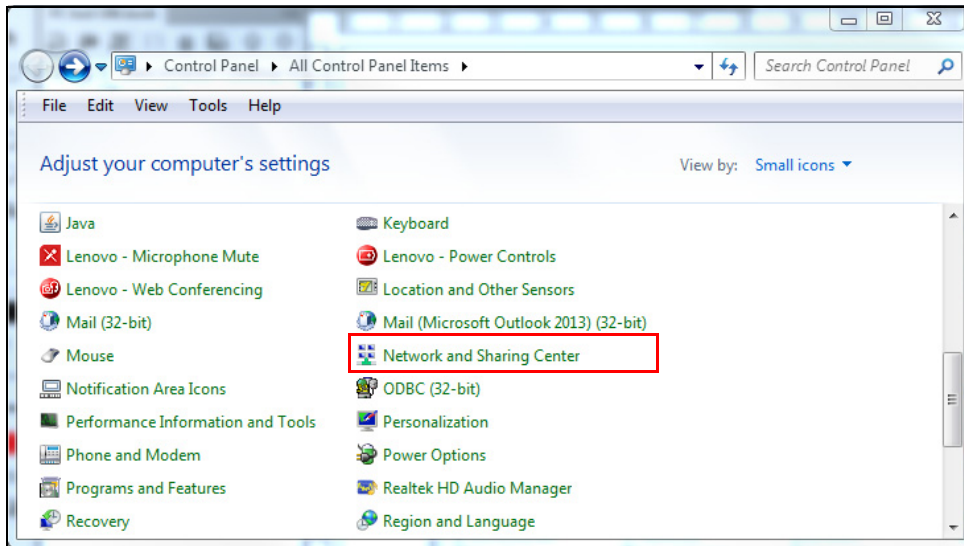 Control Panel All Control Panel Items Search Control Panel
File Edit View Tools Help
Adjust your computer's settings View by: Small icons
Java Keyboard
Lenovo - Microphone Mute Lenovo - Power Controls
Lenovo - Web Conferencing Location and Other Sensors
Mail (32-bit) Mail (Microsoft Outlook 2013) (32-bit)
Mouse Network and Sharing Center
Notification Area Icons ODBC (32-bit)
Performance Information and Tools Personalization
Phone and Modem Power Options
Programs and Features Realtek HD Audio Manager
Recovery Region and Language